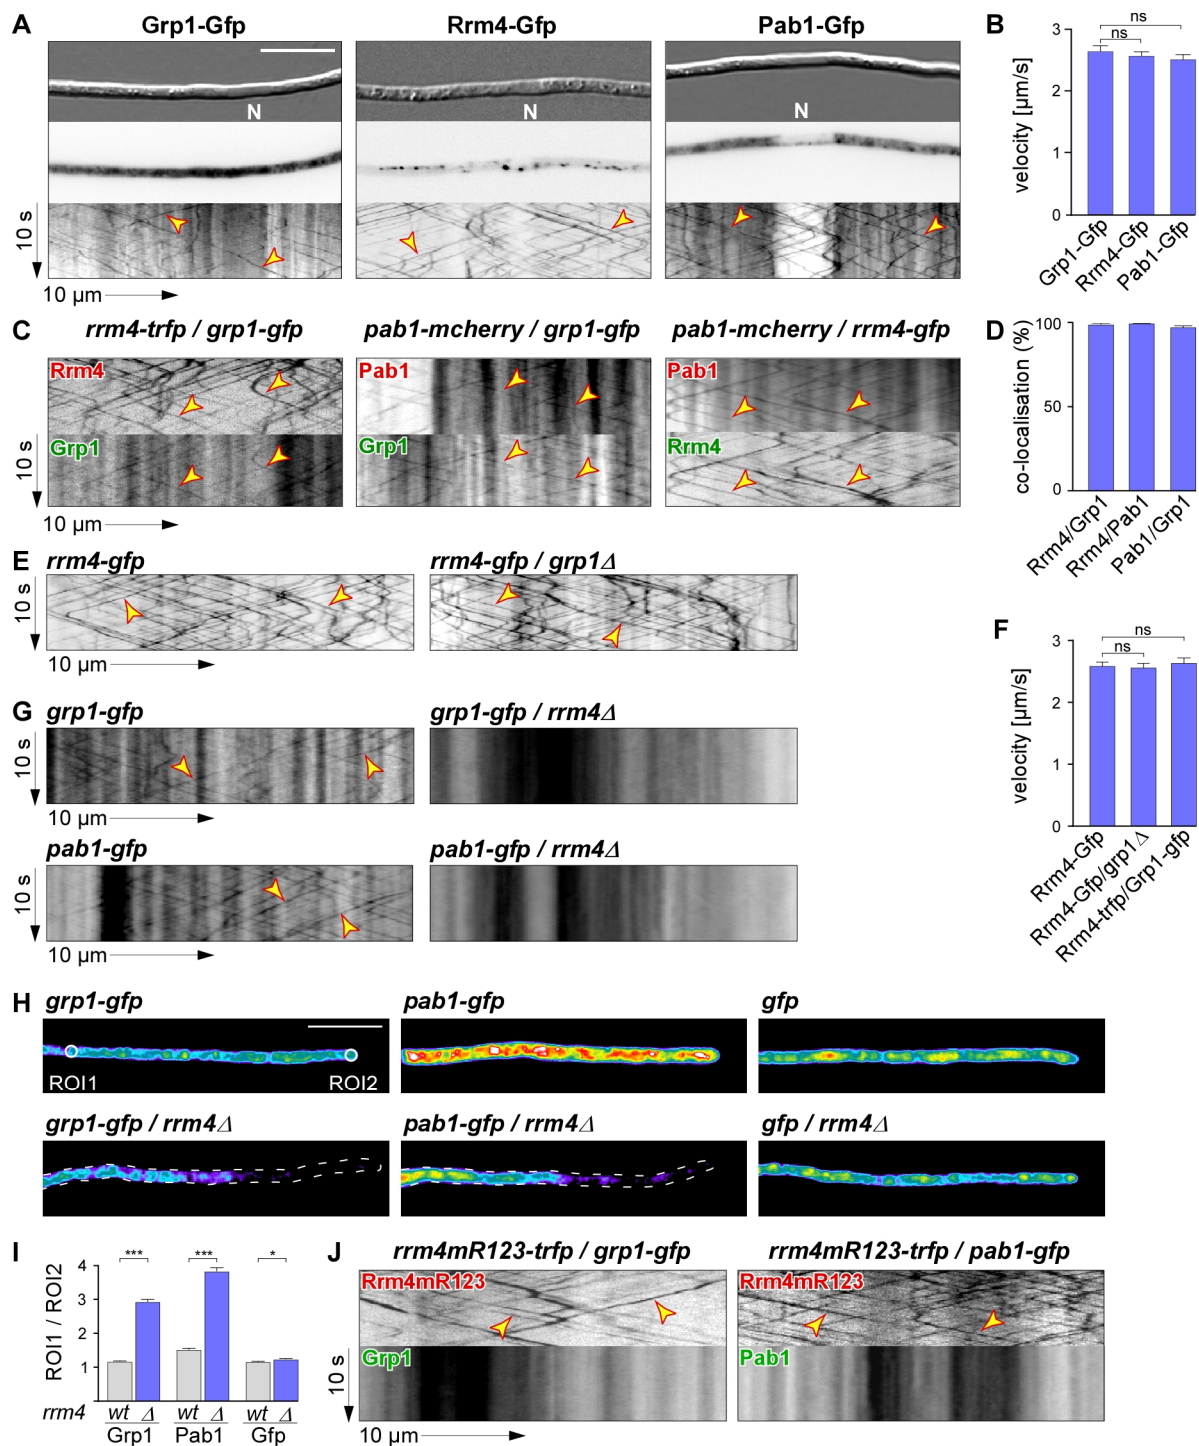 A
Grp1-Gfp
Rrm4-Gfp
Pab1-Gfp
N
N
N
10 s
10 µm
B
velocity [µm/s]
3
2
1
0
ns
ns
Grp1-Gfp
Rrm4-Gfp
Pab1-Gfp
C
rrm4-trfp / grp1-gfp
pab1-mcherry / grp1-gfp
pab1-mcherry / rrm4-gfp
Rrm4
Pab1
Pab1
Grp1
Grp1
Rrm4
10 s
10 µm
D
co-localisation (%)
100
50
0
Rrm4/Grp1
Rrm4/Pab1
Pab1/Grp1
E
rrm4-gfp
rrm4-gfp / grp1Δ
10 s
10 µm
F
velocity [µm/s]
3
2
1
0
ns
ns
Rrm4-Gfp
Rrm4-Gfp/grp1Δ
Rrm4-trfp/Grp1-gfp
G
grp1-gfp
grp1-gfp / rrm4Δ
10 s
10 µm
pab1-gfp
pab1-gfp / rrm4Δ
10 s
10 µm
H
grp1-gfp
pab1-gfp
gfp
ROI1
ROI2
grp1-gfp / rrm4Δ
pab1-gfp / rrm4Δ
gfp / rrm4Δ
I
ROI1 / ROI2
4
3
2
1
***
***
*
rrm4
wt Δ
wt Δ
wt Δ
Grp1
Pab1
Gfp
J
rrm4mR123-trfp / grp1-gfp
rrm4mR123-trfp / pab1-gfp
Rrm4mR123
Rrm4mR123
Grp1
Pab1
10 s
10 µm